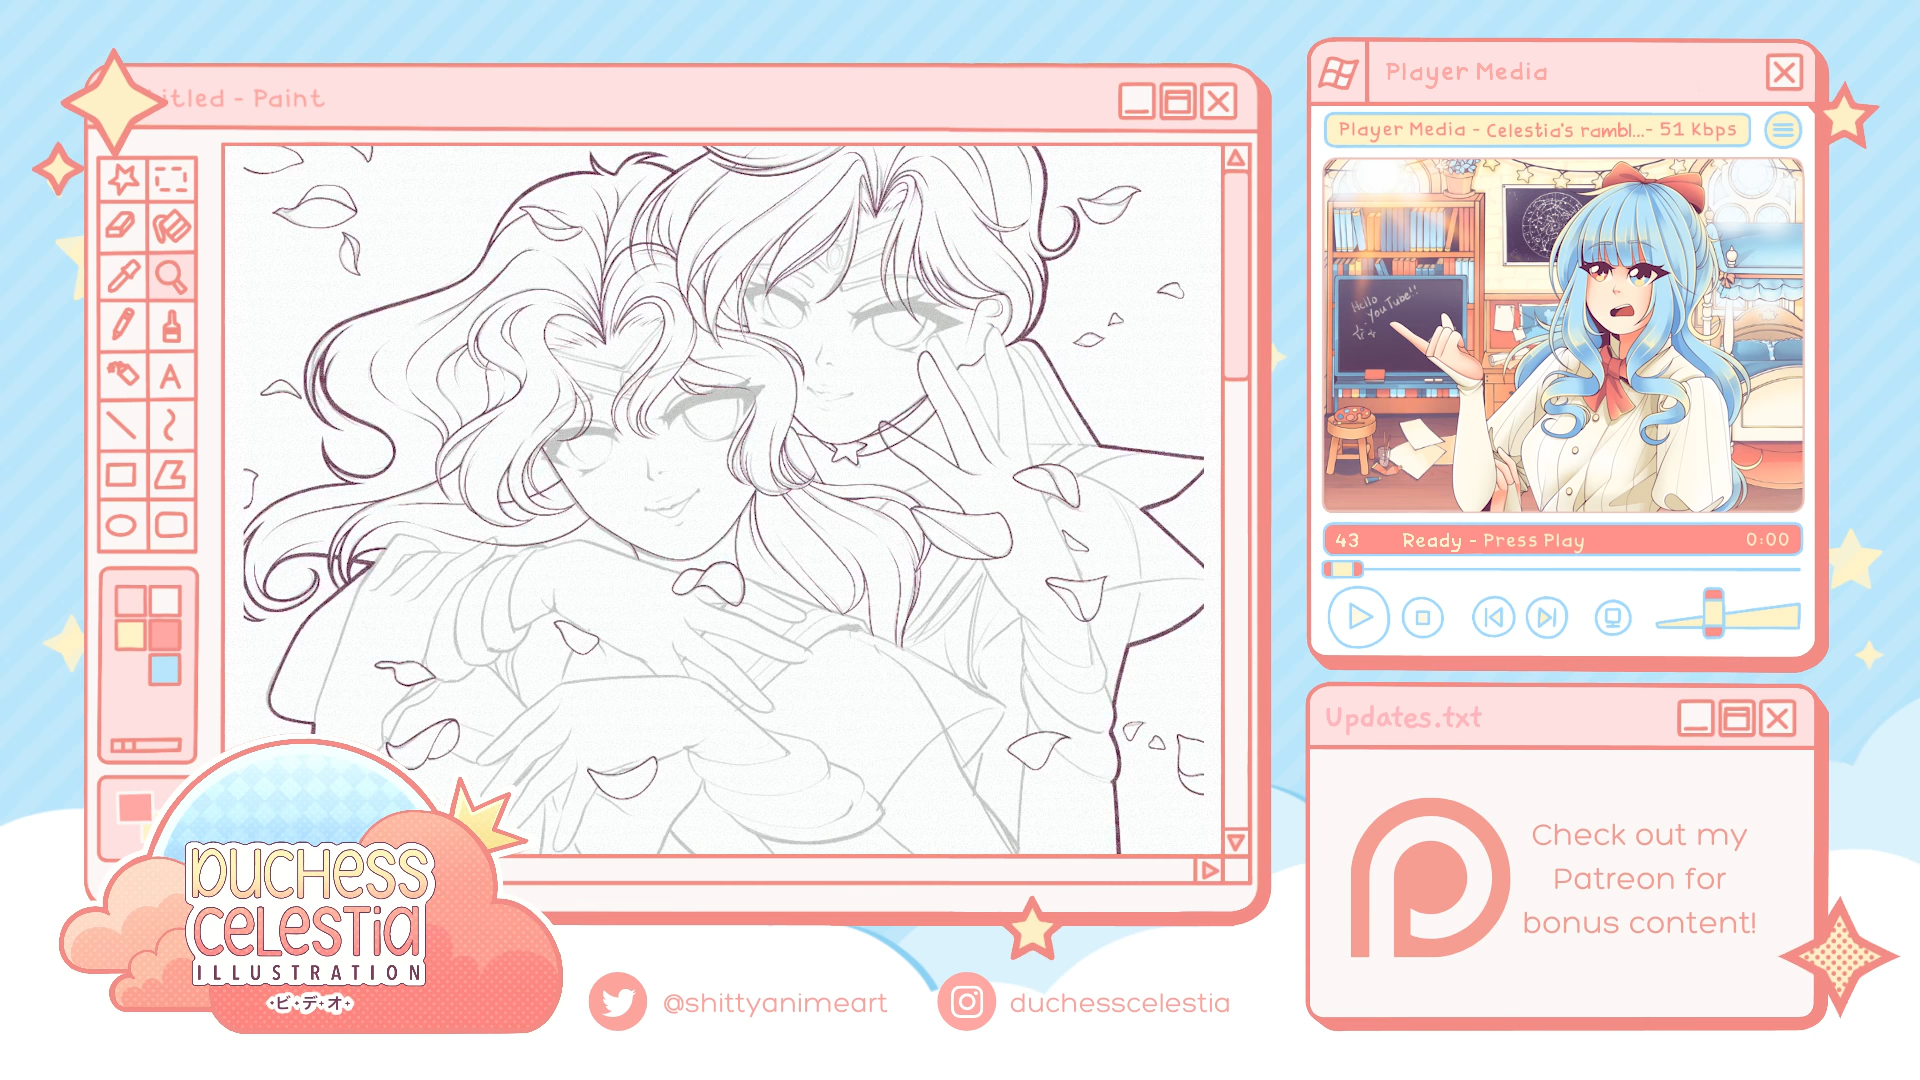 titled - Paint
A
Player Media
Player Media - Celestia's rambl...- 51 Kbps
Hello
YouTube!!
43 Ready - Press Play 0:00
Updates.txt
Check out my
Patreon for
bonus content!
DUCHESS
CELESTIA
ILLUSTRATION
・ビ・デ・オ・
@shittyanimeart
duchesscelestia